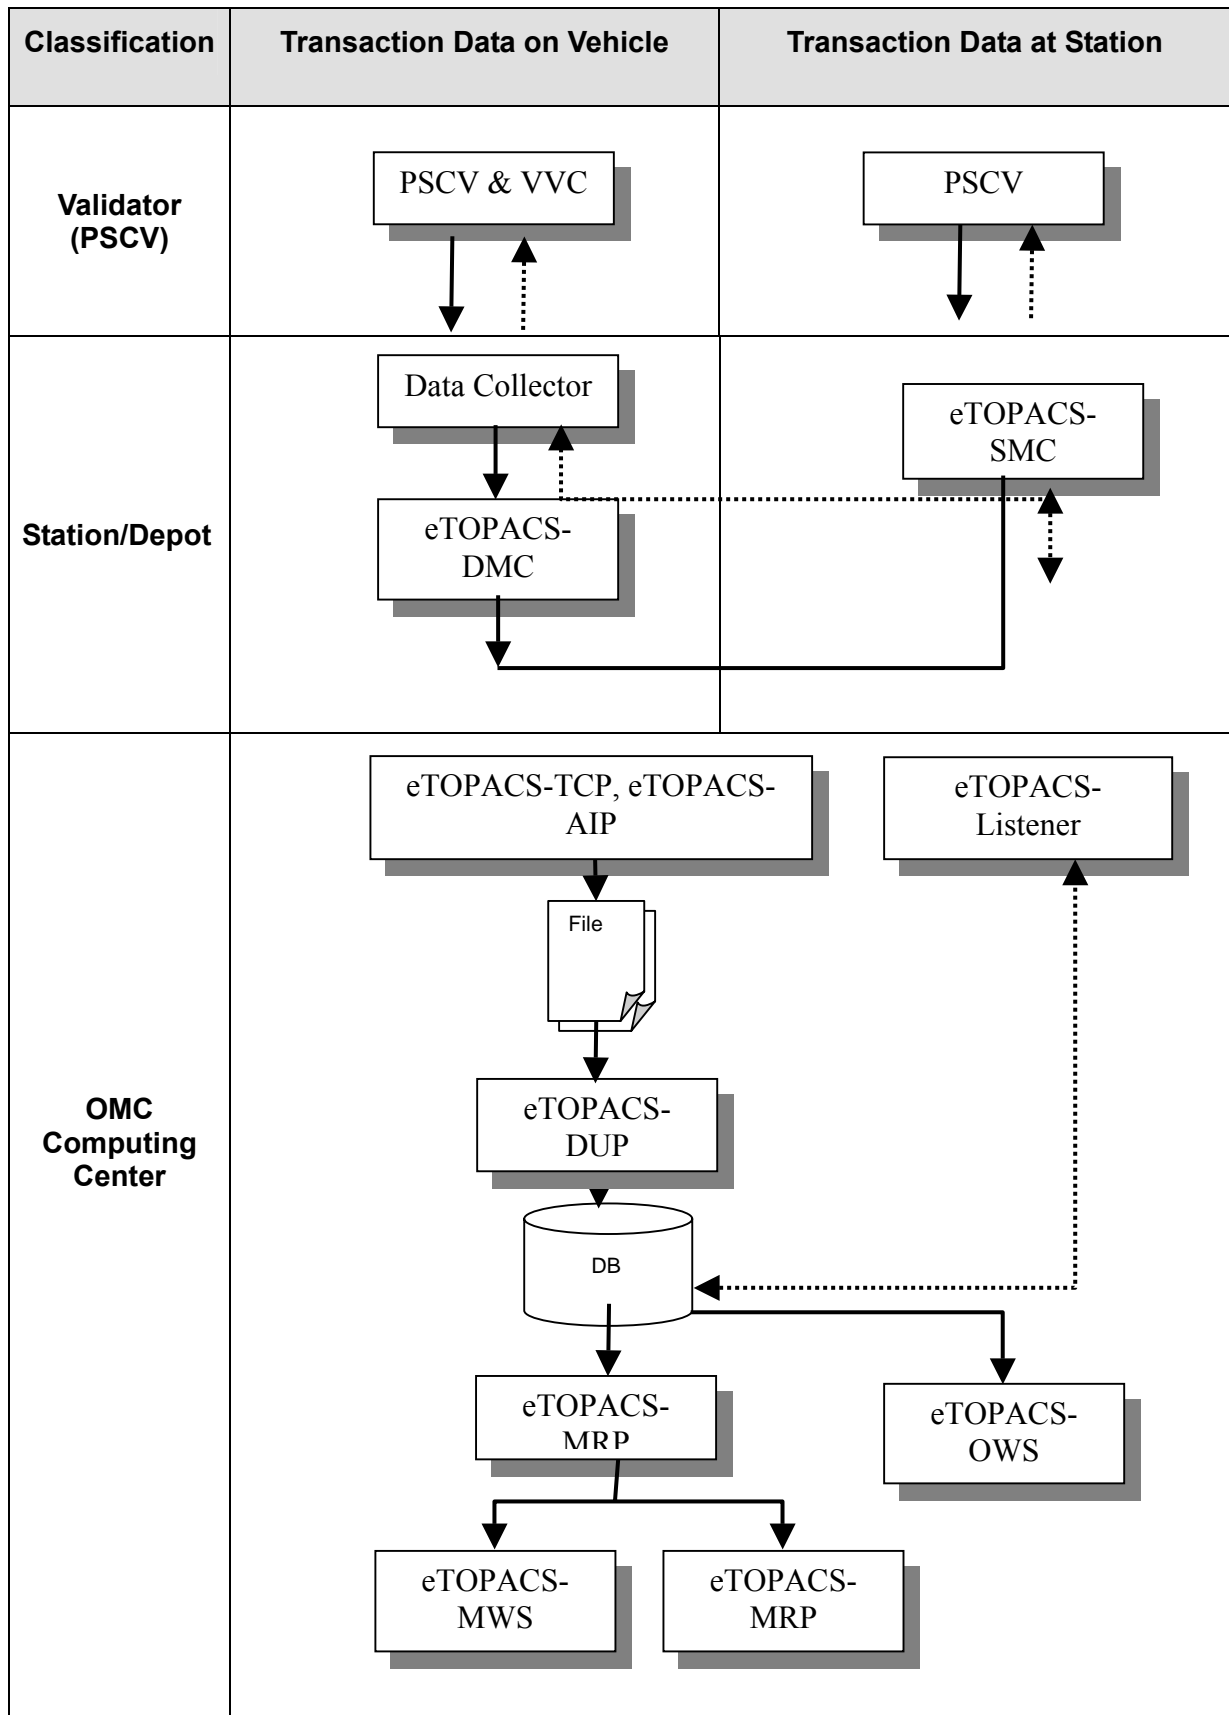 Classification
Transaction Data on Vehicle
Transaction Data at Station
Validator
(PSCV)
PSCV & VVC
PSCV
Station/Depot
Data Collector
eTOPACS-
DMC
eTOPACS-
SMC
OMC
Computing
Center
eTOPACS-TCP, eTOPACS-
AIP
eTOPACS-
Listener
File
eTOPACS-
DUP
DB
eTOPACS-
MRP
eTOPACS-
OWS
eTOPACS-
MWS
eTOPACS-
MRP